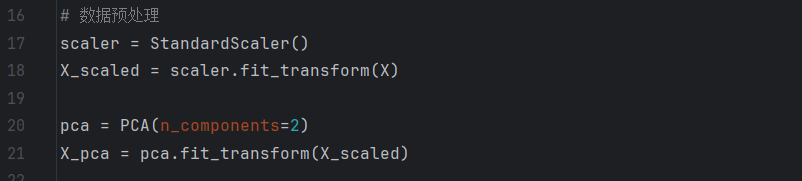 16 # 数据预处理
17 scaler = StandardScaler()
18 X_scaled = scaler.fit_transform(X)
19
20 pca = PCA(n_components=2)
21 X_pca = pca.fit_transform(X_scaled)